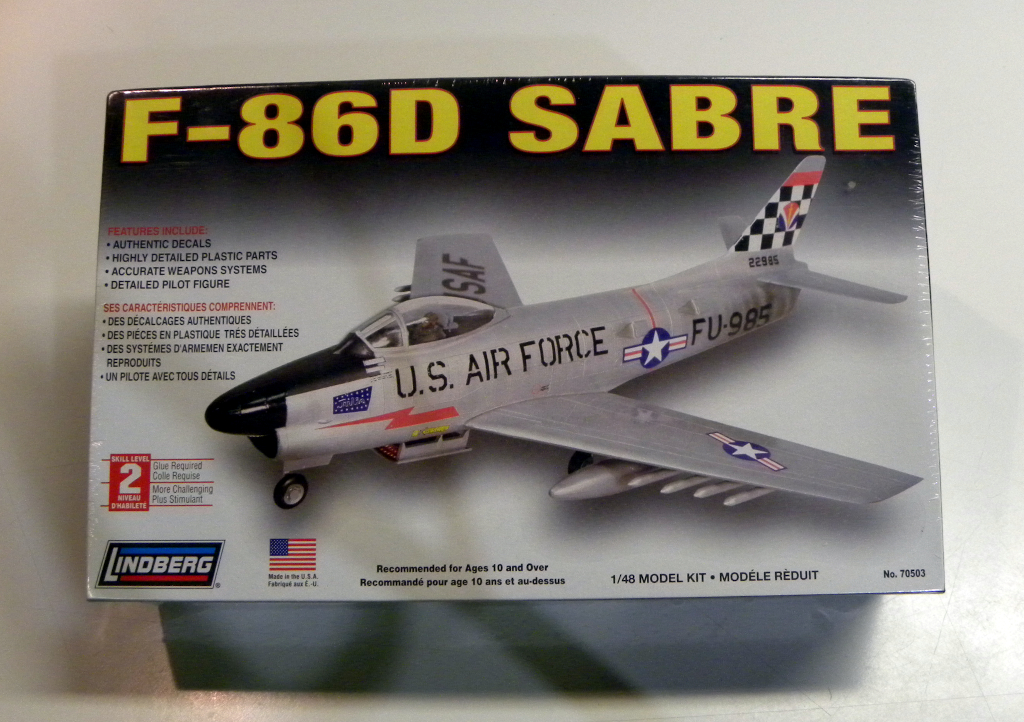 F-86D SABRE
FEATURES INCLUDE:
• AUTHENTIC DECALS
• HIGHLY DETAILED PLASTIC PARTS
• ACCURATE WEAPONS SYSTEMS
• DETAILED PILOT FIGURE
SES CARACTÉRISTIQUES COMPRENNENT:
• DES DÉCALCAGES AUTHENTIQUES
• DES PIÈCES EN PLASTIQUE TRÈS DÉTAILLÉES
• DES SYSTÈMES D'ARMEMEN EXACTEMENT
REPRODUITS
• UN PILOTE AVEC TOUS DÉTAILS
USAF
22985
FU-985
U.S. AIR FORCE
SKILL LEVEL
2
NIVEAU
D'HABILETÉ
Glue Required
Colle Requise
More Challenging
Plus Stimulant
LINDBERG®
Made in the U.S.A.
Fabriqué aux É.-U.
Recommended for Ages 10 and Over
Recommandé pour age 10 ans et au-dessus
1/48 MODEL KIT • MODÉLE RÈDUIT
No. 70503